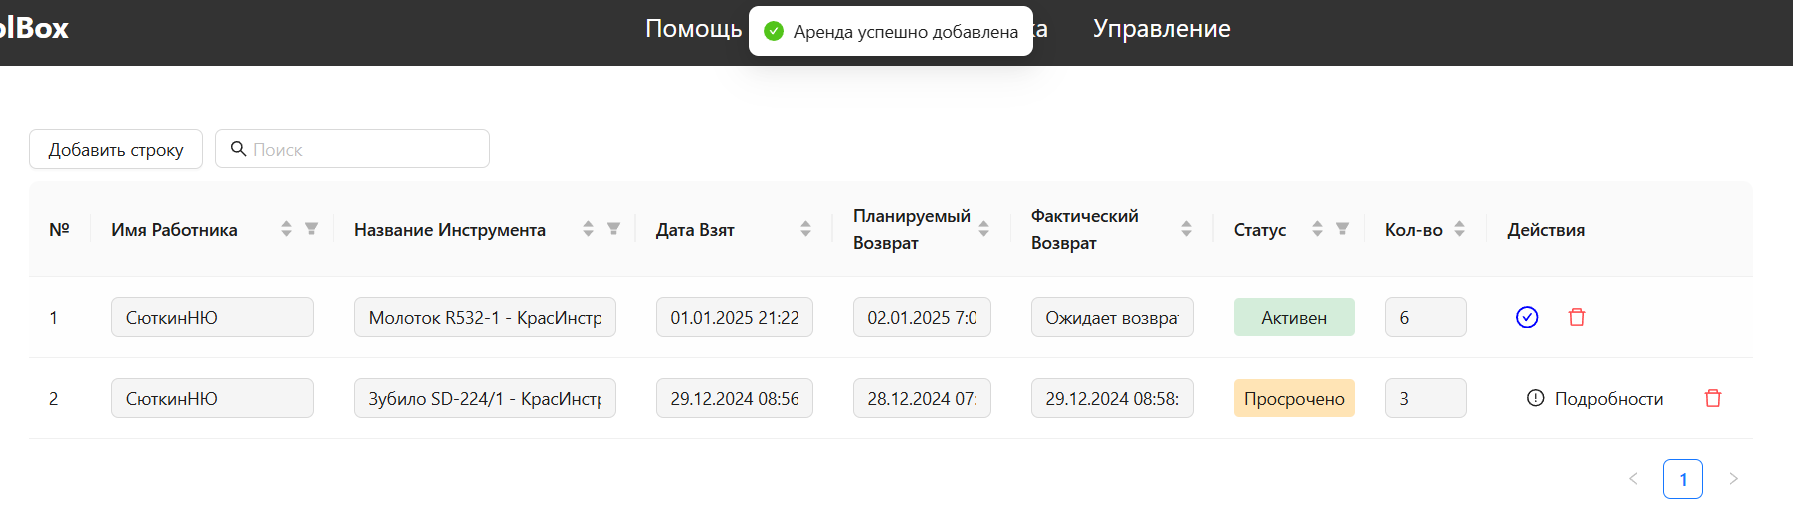 olBox Помощь Аренда успешно добавлена ка Управление
Добавить строку Поиск
№ Имя Работника Название Инструмента Дата Взят Планируемый Возврат Фактический Возврат Статус Кол-во Действия
1 СюткинНЮ Молоток R532-1 - КрасИнстр 01.01.2025 21:22 02.01.2025 7:0 Ожидает возврат Активен 6
2 СюткинНЮ Зубило SD-224/1 - КрасИнстр 29.12.2024 08:56 28.12.2024 07: 29.12.2024 08:58: Просрочено 3 Подробности
1